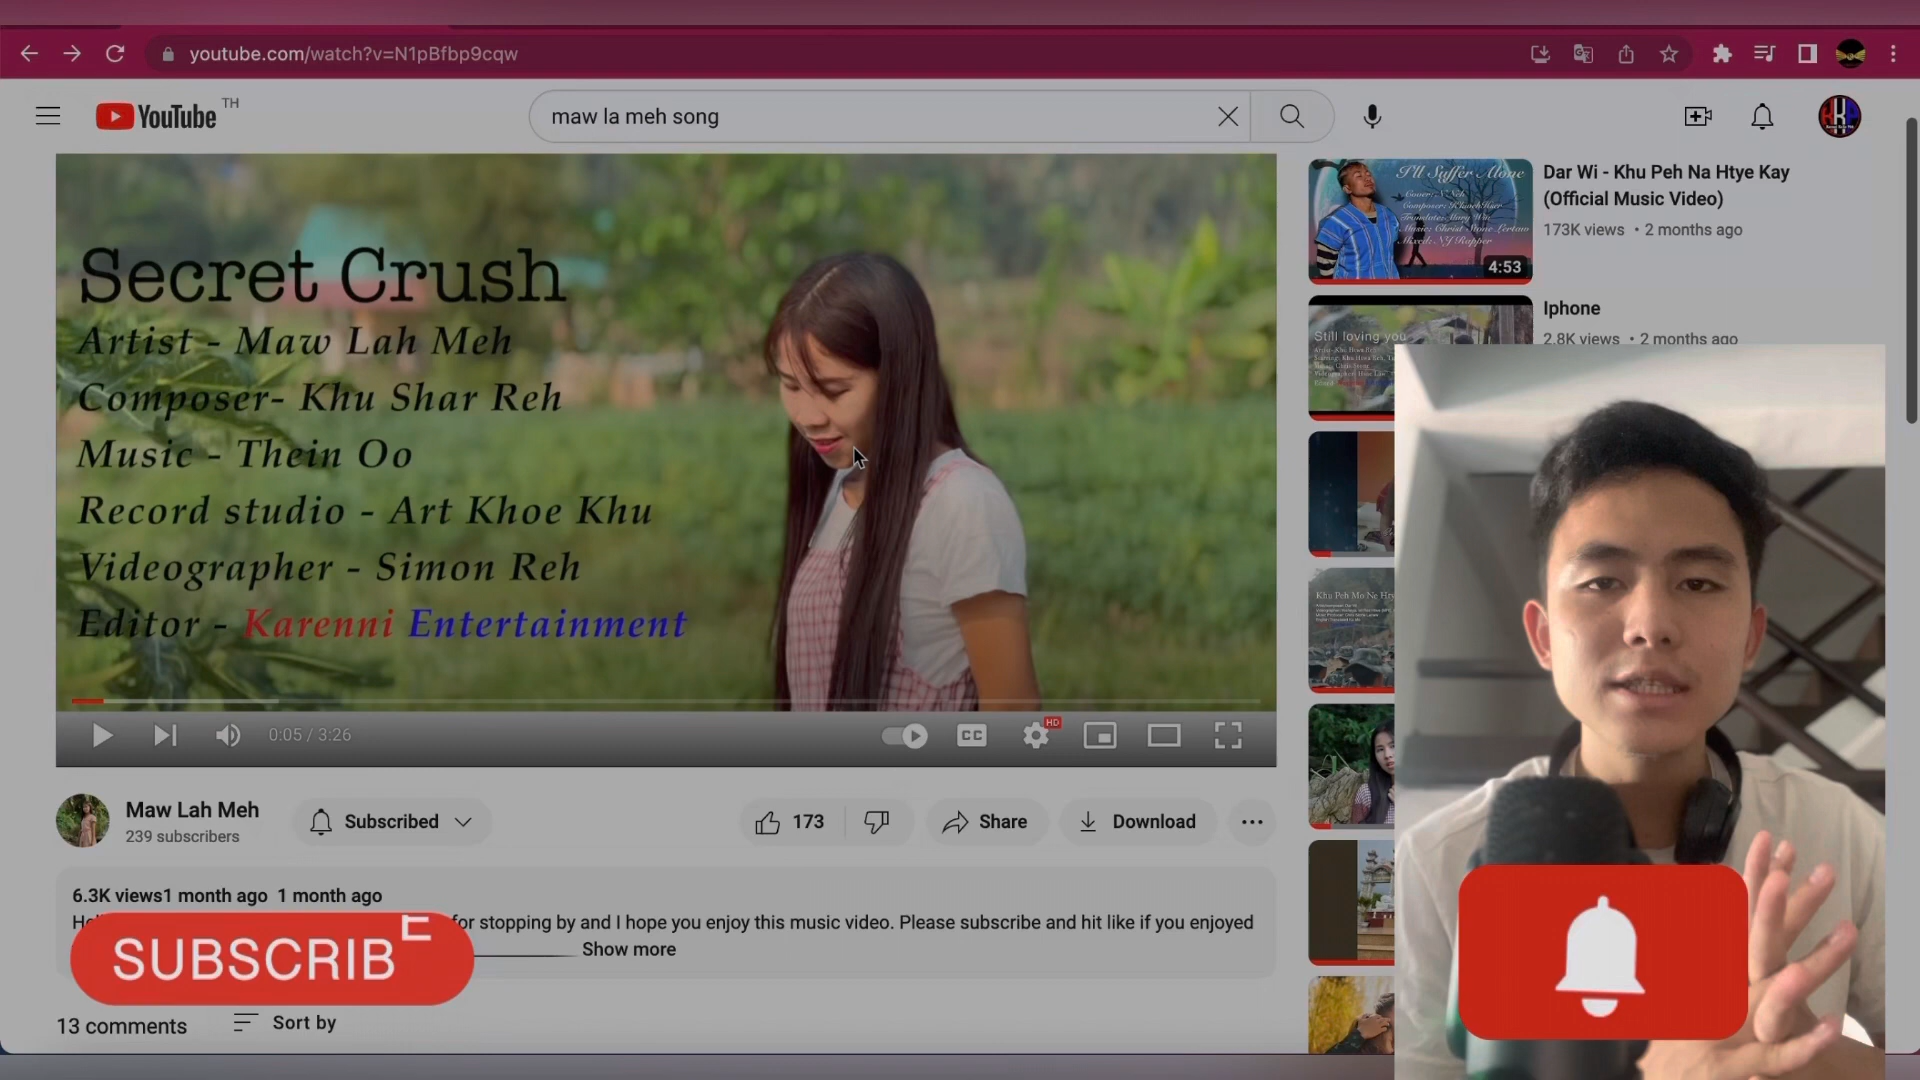 youtube.com/watch?v=N1pBfbp9cqw
YouTube TH
maw la meh song
Secret Crush
Artist - Maw Lah Meh
Composer- Khu Shar Reh
Music - Thein Oo
Record studio - Art Khoe Khu
Videographer - Simon Reh
Editor - Karenni Entertainment
0:05 / 3:26
CC
HD
Maw Lah Meh
239 subscribers
Subscribed
173
Share
Download
6.3K views1 month ago 1 month ago
for stopping by and I hope you enjoy this music video. Please subscribe and hit like if you enjoyed
Show more
SUBSCRIBE
13 comments
Sort by
I'll Suffer Alone
4:53
Dar Wi - Khu Peh Na Htye Kay
(Official Music Video)
173K views • 2 months ago
Still loving you
Iphone
2.8K views • 2 months ago
Khu Peh Mo Ne